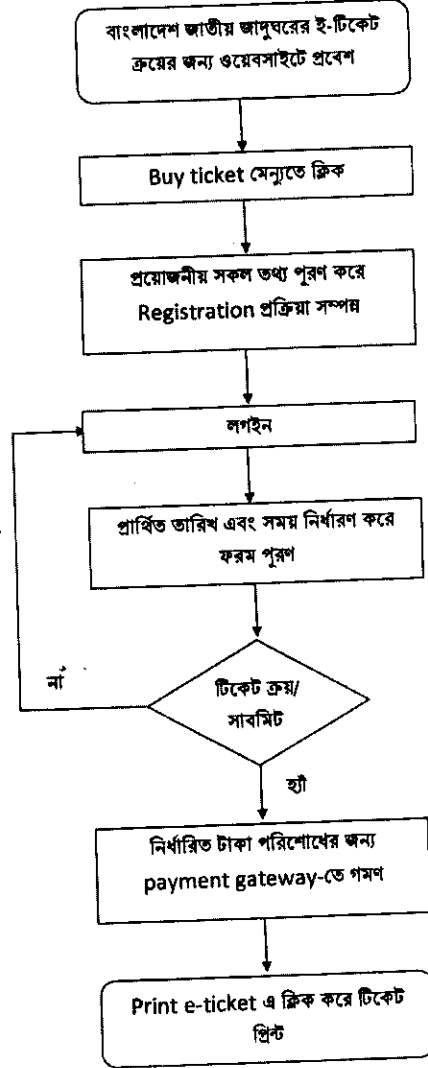 বাংলাদেশ জাতীয় জাদুঘরের ই-টিকেট
ক্রয়ের জন্য ওয়েবসাইটে প্রবেশ
Buy ticket মেন্যুতে ক্লিক
প্রয়োজনীয় সকল তথ্য পূরণ করে
Registration প্রক্রিয়া সম্পন্ন
লগইন
প্রার্থিত তারিখ এবং সময় নির্ধারণ করে
ফরম পূরণ
টিকেট ক্রয়/
সাবমিট
না
হ্যাঁ
নির্ধারিত টাকা পরিশোধের জন্য
payment gateway-তে গমণ
Print e-ticket এ ক্লিক করে টিকেট
প্রিন্ট